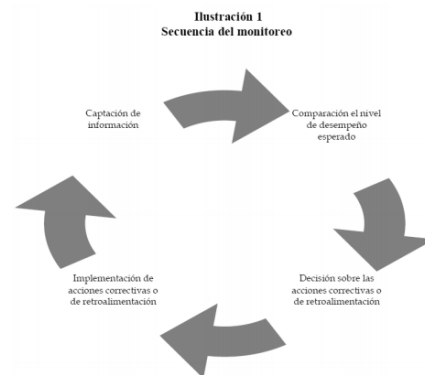 Ilustración 1
Secuencia del monitoreo
Captación de
información
Comparación el nivel
de desempeño
esperado
Decisión sobre las
acciones correctivas o
de retroalimentación
Implementación de
acciones correctivas o
de retroalimentación